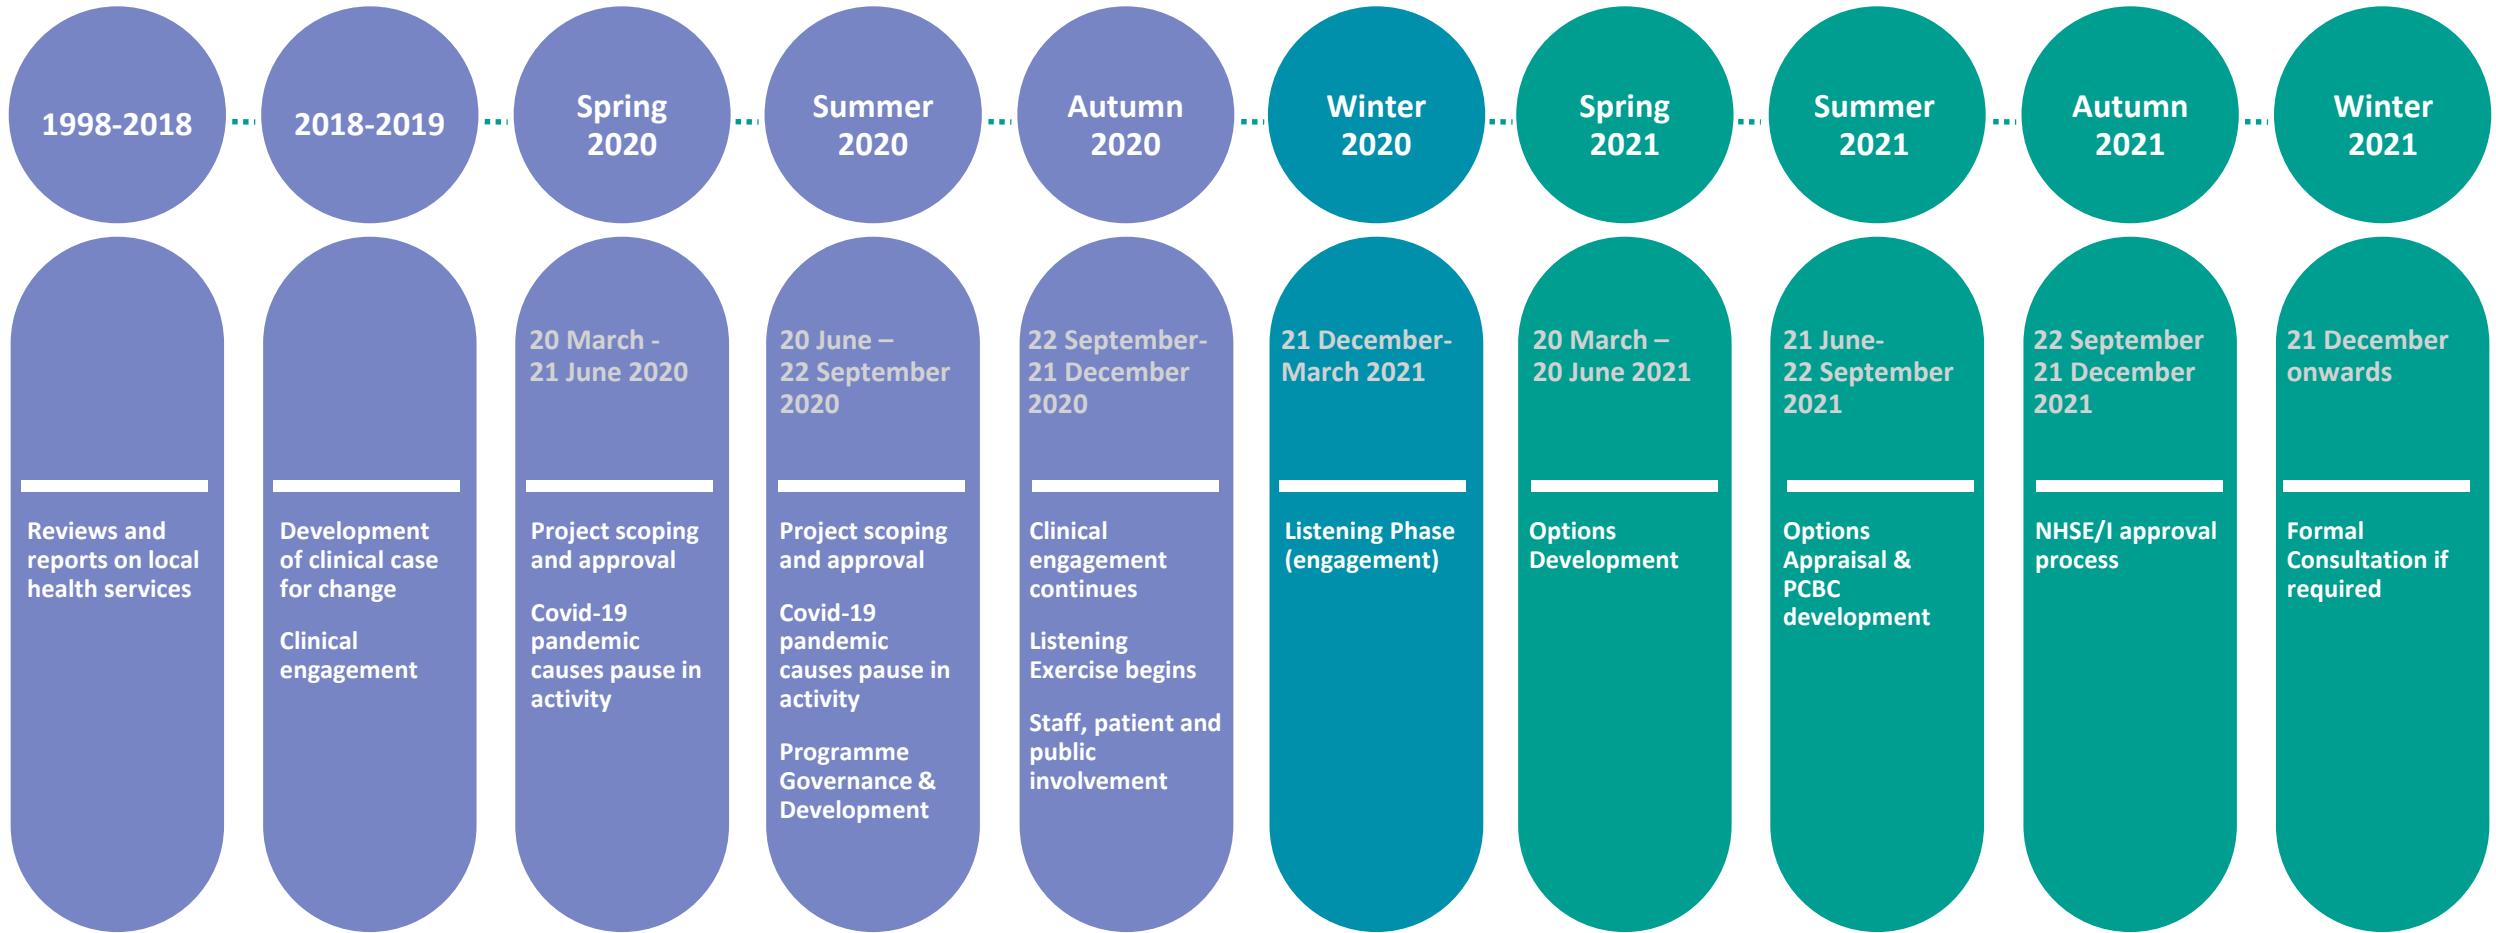 1998-2018
2018-2019
Spring
2020
Summer
2020
Autumn
2020
Winter
2020
Spring
2021
Summer
2021
Autumn
2021
Winter
2021
Reviews and
reports on local
health services
Development
of clinical case
for change
Clinical
engagement
20 March -
21 June 2020
Project scoping
and approval
Covid-19
pandemic
causes pause in
activity
20 June –
22 September
2020
Project scoping
and approval
Covid-19
pandemic
causes pause in
activity
Programme
Governance &
Development
22 September-
21 December
2020
Clinical
engagement
continues
Listening
Exercise begins
Staff, patient and
public
involvement
21 December-
March 2021
Listening Phase
(engagement)
20 March –
20 June 2021
Options
Development
21 June-
22 September
2021
Options
Appraisal &
PCBC
development
22 September
21 December
2021
NHSE/I approval
process
21 December
onwards
Formal
Consultation if
required